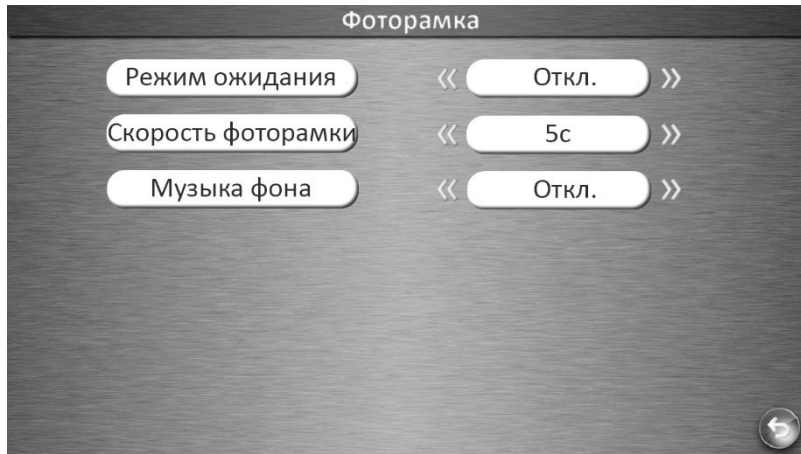 Фоторамка
Режим ожидания Откл.
Скорость фоторамки 5с
Музыка фона Откл.